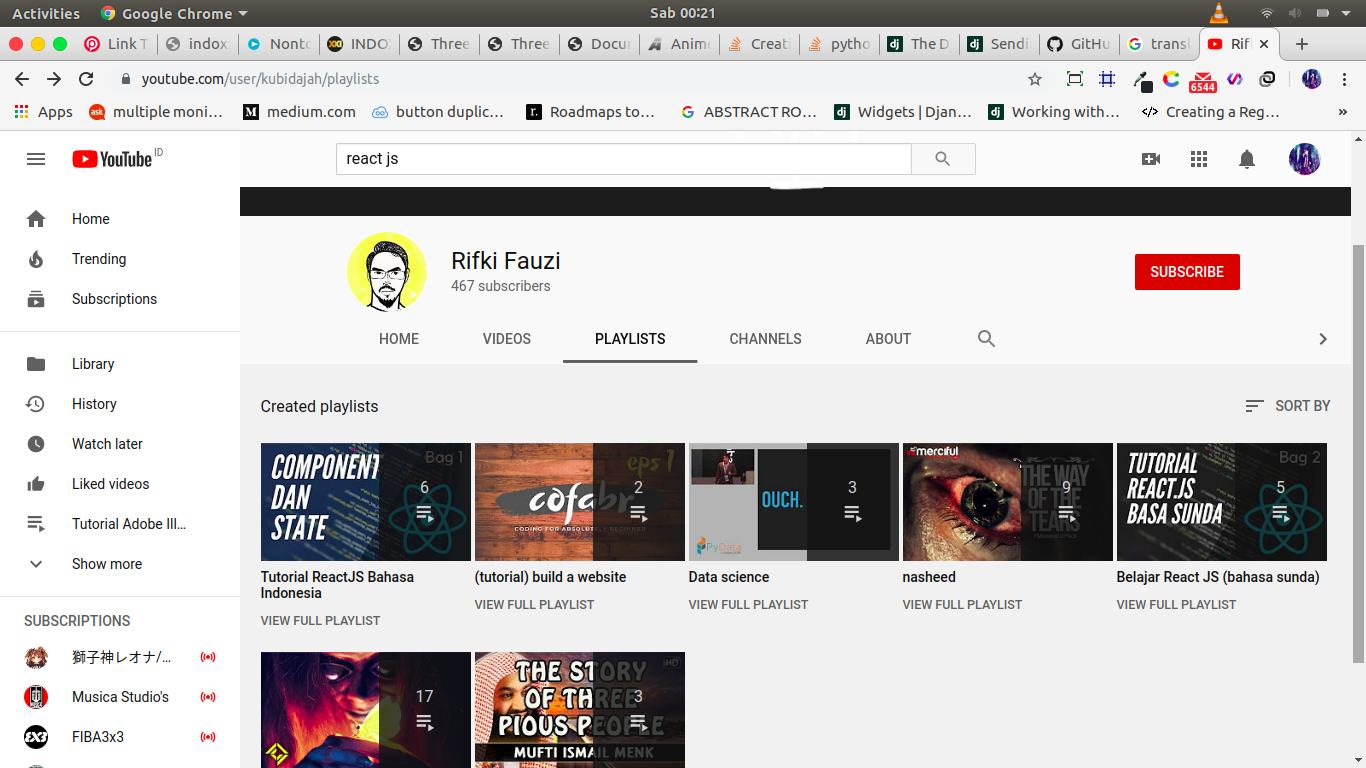 Activities
Google Chrome
Sab 00:21
Link T
indox
Nonto
INDO
Three
Three
Docu
Anime
Creati
pytho
The D
Sendi
GitHu
transl
Rif
youtube.com/user/kubidajah/playlists
6544
Apps
multiple moni...
medium.com
button duplic...
Roadmaps to...
ABSTRACT RO...
Widgets | Djan...
Working with...
Creating a Reg...
YouTube ID
react js
Home
Trending
Subscriptions
Library
History
Watch later
Liked videos
Tutorial Adobe Ill...
Show more
SUBSCRIPTIONS
獅子神レオナ/...
Musica Studio's
FIBA3x3
Rifki Fauzi
467 subscribers
SUBSCRIBE
HOME
VIDEOS
PLAYLISTS
CHANNELS
ABOUT
Created playlists
SORT BY
COMPONENT
DAN
STATE
Bag 1
6
Tutorial ReactJS Bahasa
Indonesia
VIEW FULL PLAYLIST
eps 1
cofabr
CODING FOR ABSOLUTELY BEGINNER
2
(tutorial) build a website
VIEW FULL PLAYLIST
OUCH.
PyData
3
Data science
VIEW FULL PLAYLIST
merciful
THE WAY
OF THE
TEARS
9
nasheed
VIEW FULL PLAYLIST
TUTORIAL
REACT.JS
BASA SUNDA
Bag 2
5
Belajar React JS (bahasa sunda)
VIEW FULL PLAYLIST
17
THE STORY
OF THREE
PIOUS PEOPLE
MUFTI ISMAIL MENK
HD
3